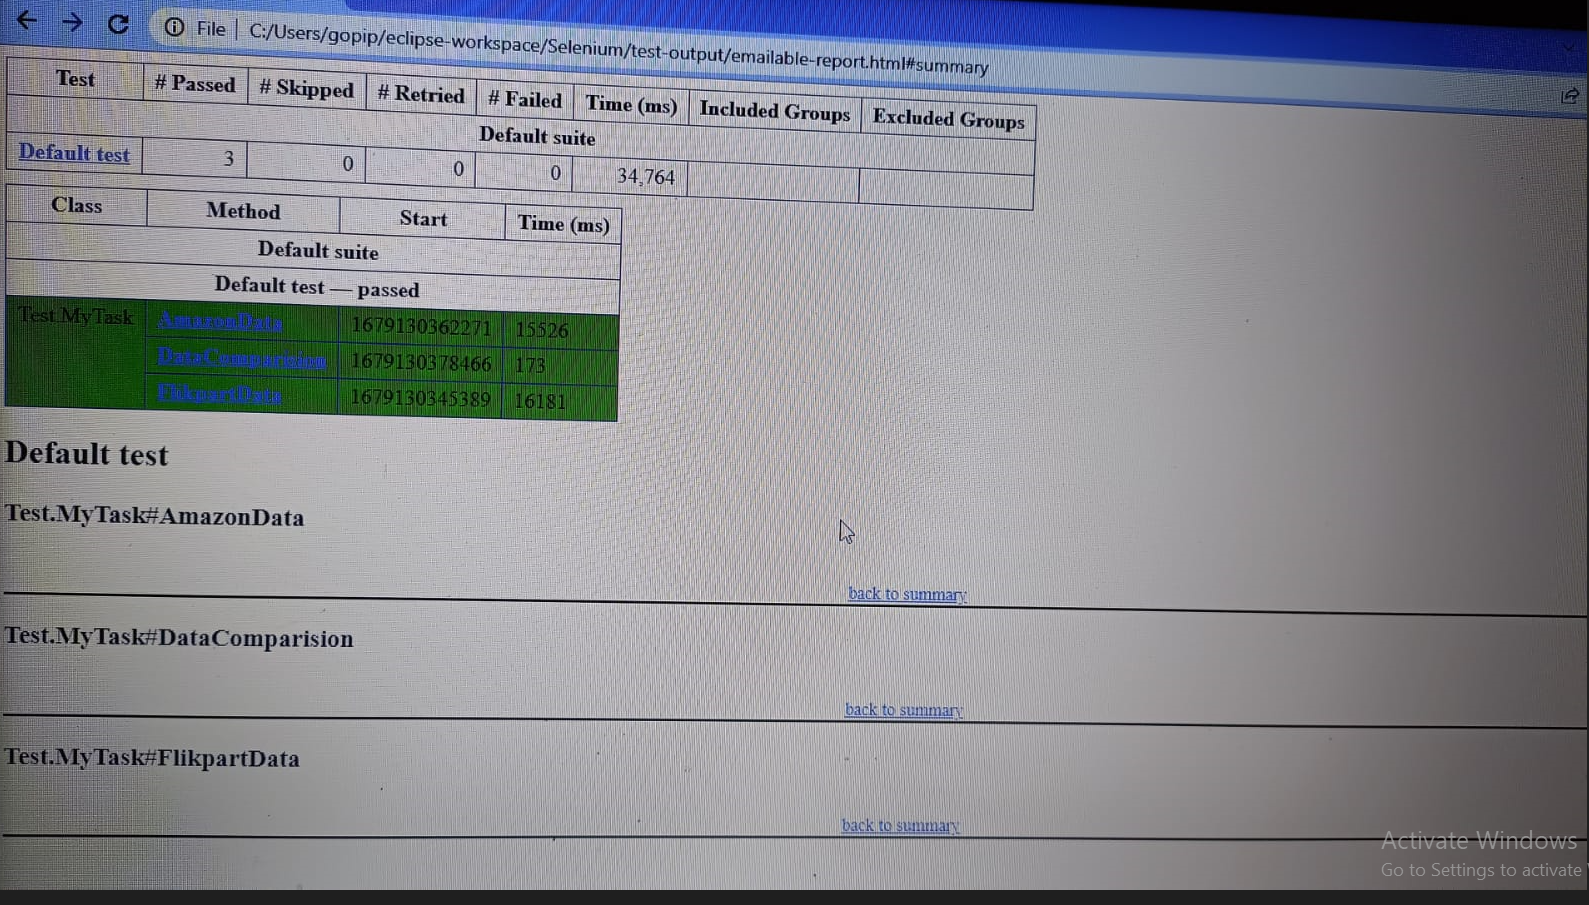 File | C:/Users/gopip/eclipse-workspace/Selenium/test-output/emailable-report.html#summary
Test # Passed # Skipped # Retried # Failed Time (ms) Included Groups Excluded Groups
Default suite
Default test 3 0 0 0 34,764
Class Method Start Time (ms)
Default suite
Default test — passed
Test.MyTask AmazonData 1679130362271 15526
DataComparision 1679130378466 173
FlikpartData 1679130345389 16181
Default test
Test.MyTask#AmazonData
back to summary
Test.MyTask#DataComparision
back to summary
Test.MyTask#FlikpartData
back to summary
Activate Windows
Go to Settings to activate